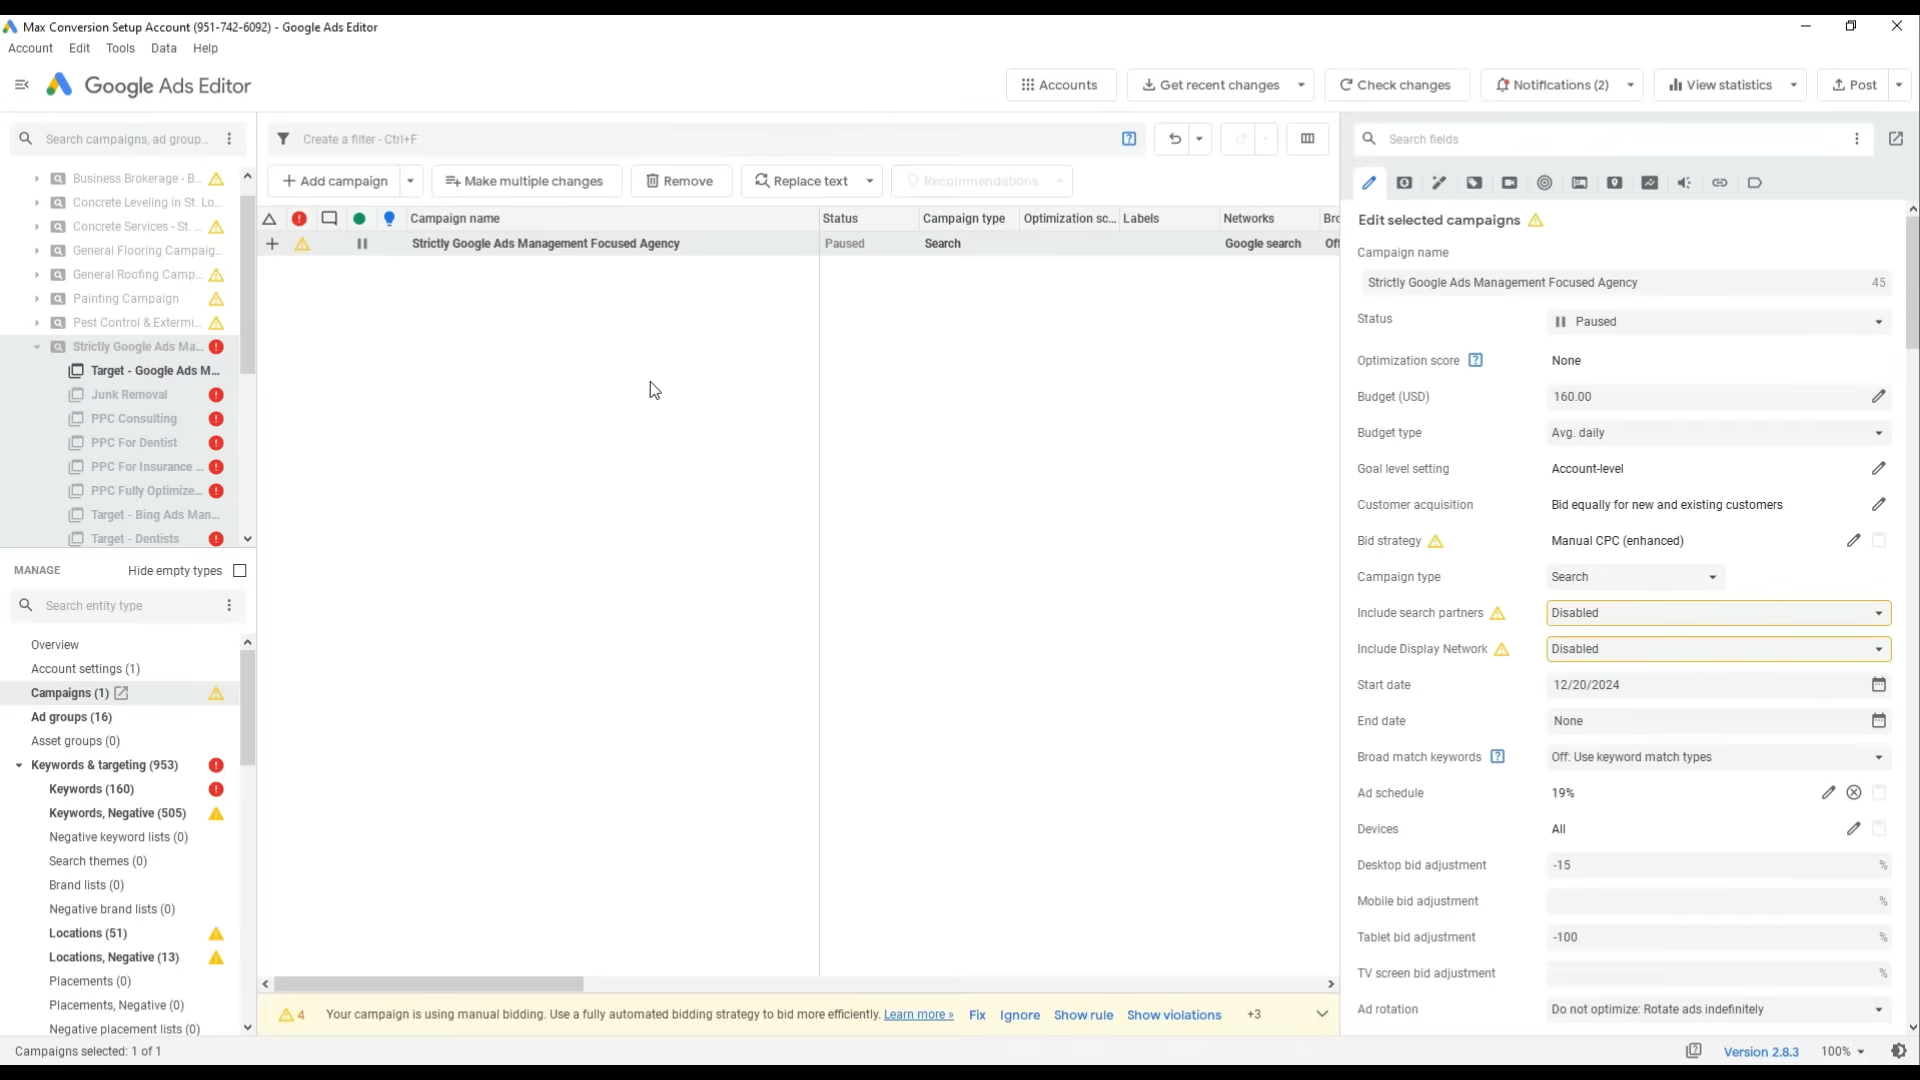 Max Conversion Setup Account (951-742-6092) - Google Ads Editor
Account Edit Tools Data Help
Google Ads Editor
Accounts
Get recent changes
Check changes
Notifications (2)
View statistics
Post
Search campaigns, ad group...
Business Brokerage - B...
Concrete Leveling in St. Lo...
Concrete Services - St. ...
General Flooring Campaig...
General Roofing Camp...
Painting Campaign
Pest Control & Extermi...
Strictly Google Ads Ma...
Target - Google Ads M...
Junk Removal
PPC Consulting
PPC For Dentist
PPC For Insurance ...
PPC Fully Optimize...
Target - Bing Ads Man...
Target - Dentists
MANAGE Hide empty types
Search entity type
Overview
Account settings (1)
Campaigns (1)
Ad groups (16)
Asset groups (0)
Keywords & targeting (953)
Keywords (160)
Keywords, Negative (505)
Negative keyword lists (0)
Search themes (0)
Brand lists (0)
Negative brand lists (0)
Locations (51)
Locations, Negative (13)
Placements (0)
Placements, Negative (0)
Negative placement lists (0)
Create a filter - Ctrl+F
Add campaign
Make multiple changes
Remove
Replace text
Recommendations
Campaign name Status Campaign type Optimization sc... Labels Networks Bro
Strictly Google Ads Management Focused Agency Paused Search Google search Off
4 Your campaign is using manual bidding. Use a fully automated bidding strategy to bid more efficiently. Learn more » Fix Ignore Show rule Show violations +3
Search fields
Edit selected campaigns
Campaign name
Strictly Google Ads Management Focused Agency 45
Status Paused
Optimization score ? None
Budget (USD) 160.00
Budget type Avg. daily
Goal level setting Account-level
Customer acquisition Bid equally for new and existing customers
Bid strategy Manual CPC (enhanced)
Campaign type Search
Include search partners Disabled
Include Display Network Disabled
Start date 12/20/2024
End date None
Broad match keywords ? Off: Use keyword match types
Ad schedule 19%
Devices All
Desktop bid adjustment -15 %
Mobile bid adjustment %
Tablet bid adjustment -100 %
TV screen bid adjustment %
Ad rotation Do not optimize: Rotate ads indefinitely
Campaigns selected: 1 of 1
Version 2.8.3 100%